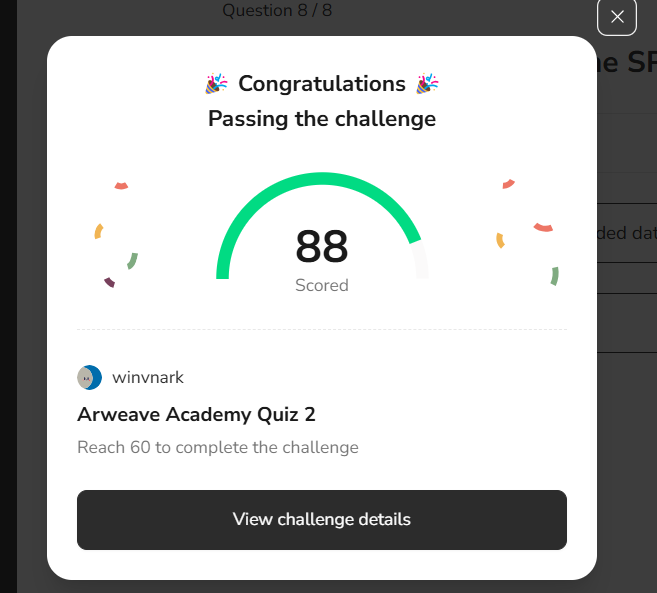 Question 8 / 8
ne SP
🎉 Congratulations 🎉
Passing the challenge
88
Scored
ded dat
winvnark
Arweave Academy Quiz 2
Reach 60 to complete the challenge
View challenge details